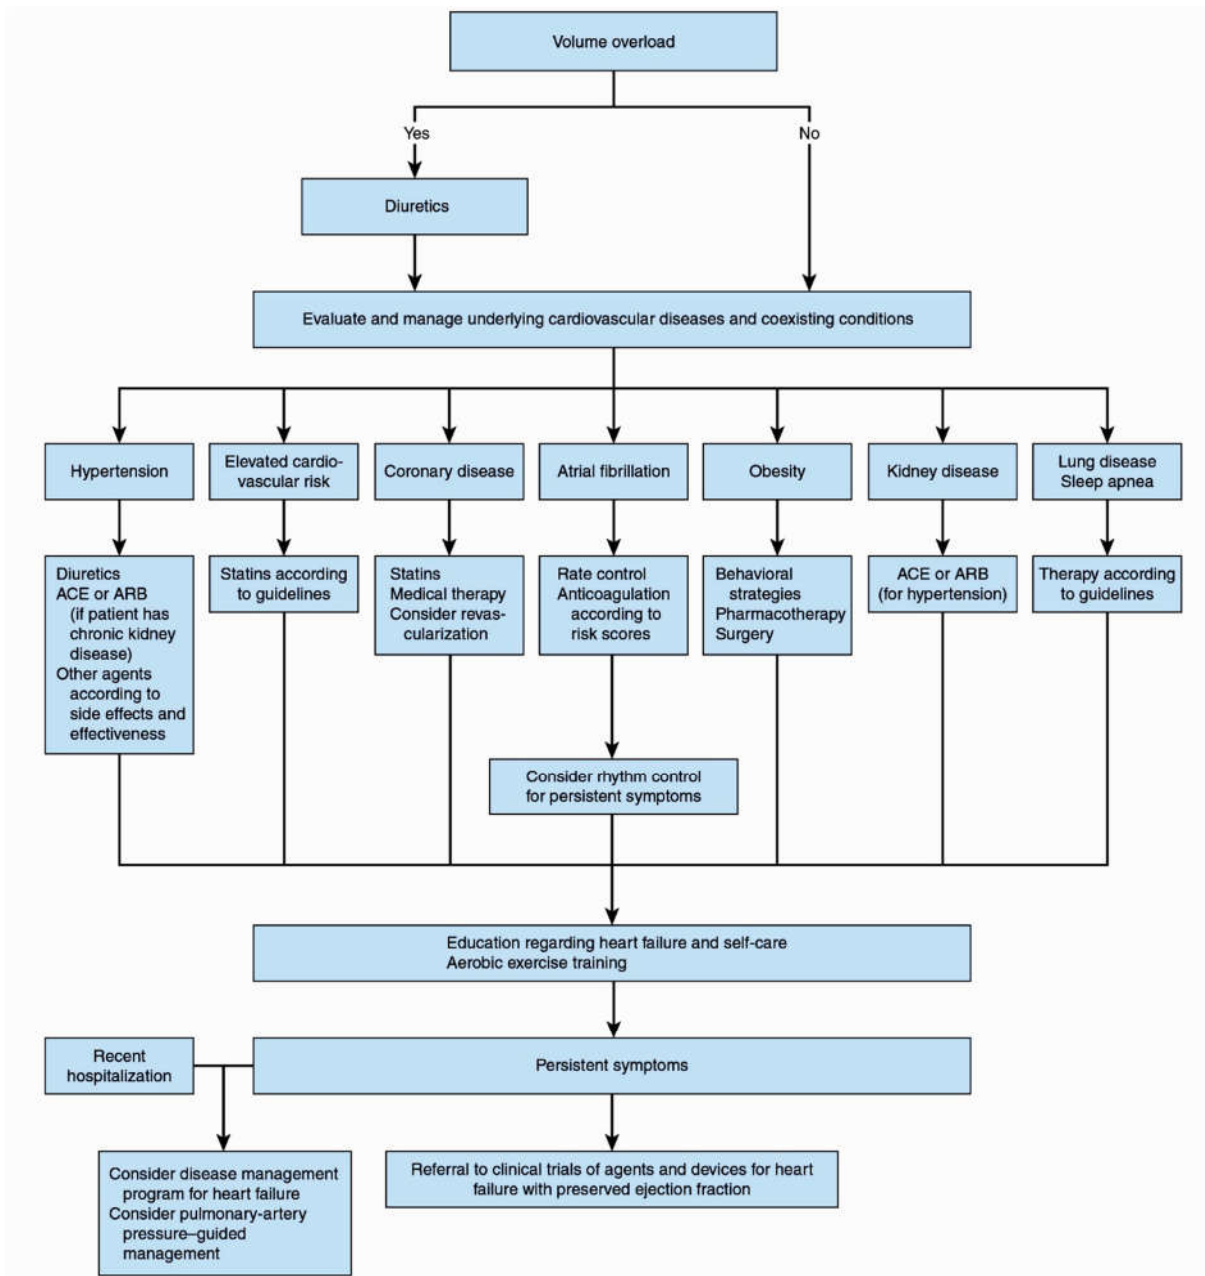 Volume overload
Yes
No
Diuretics
Evaluate and manage underlying cardiovascular diseases and coexisting conditions
Hypertension
Elevated cardio-
vascular risk
Coronary disease
Atrial fibrillation
Obesity
Kidney disease
Lung disease
Sleep apnea
Diuretics
ACE or ARB
(if patient has
chronic kidney
disease)
Other agents
according to
side effects and
effectiveness
Statins according
to guidelines
Statins
Medical therapy
Consider revas-
cularization
Rate control
Anticoagulation
according to
risk scores
Behavioral
strategies
Pharmacotherapy
Surgery
ACE or ARB
(for hypertension)
Therapy according
to guidelines
Consider rhythm control
for persistent symptoms
Education regarding heart failure and self-care
Aerobic exercise training
Recent
hospitalization
Persistent symptoms
Consider disease management
program for heart failure
Consider pulmonary-artery
pressure–guided
management
Referral to clinical trials of agents and devices for heart
failure with preserved ejection fraction